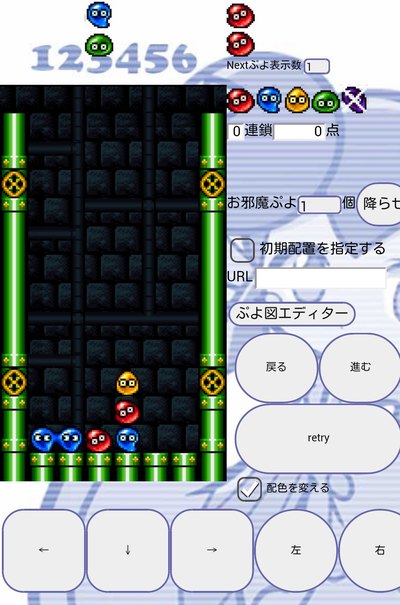 123456
Nextぷよ表示数 1
0 連鎖 0 点
お邪魔ぷよ 1 個 降らせ
初期配置を指定する
URL
ぷよ図エディター
戻る 進む
retry
配色を変える
← ↓ → 左 右